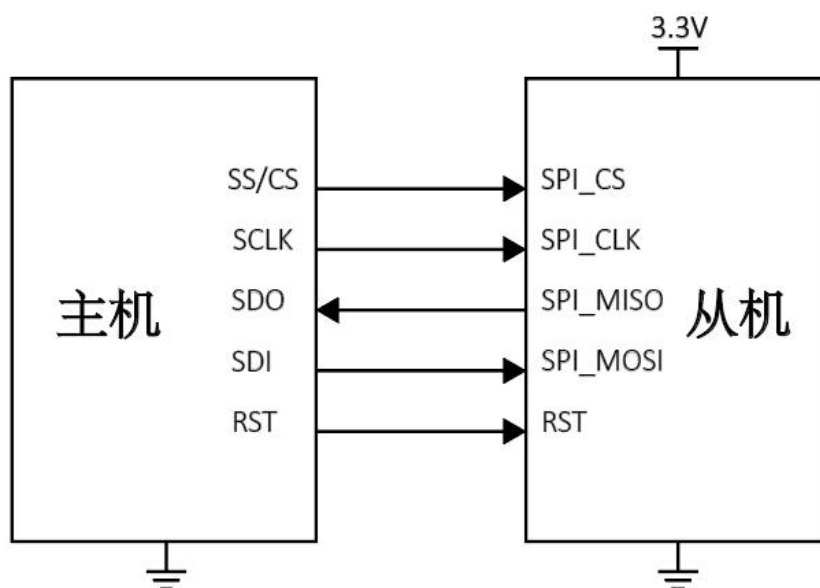 3.3V
SS/CS SPI_CS
SCLK SPI_CLK
主机 SDO SPI_MISO 从机
SDI SPI_MOSI
RST RST